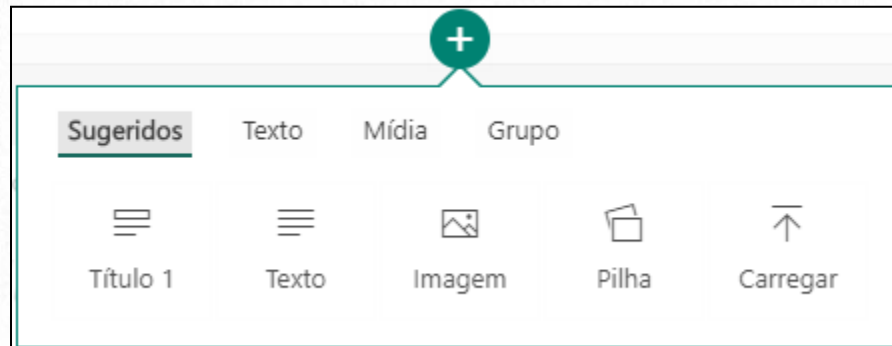 Sugeridos Texto Mídia Grupo
Título 1 Texto Imagem Pilha Carregar